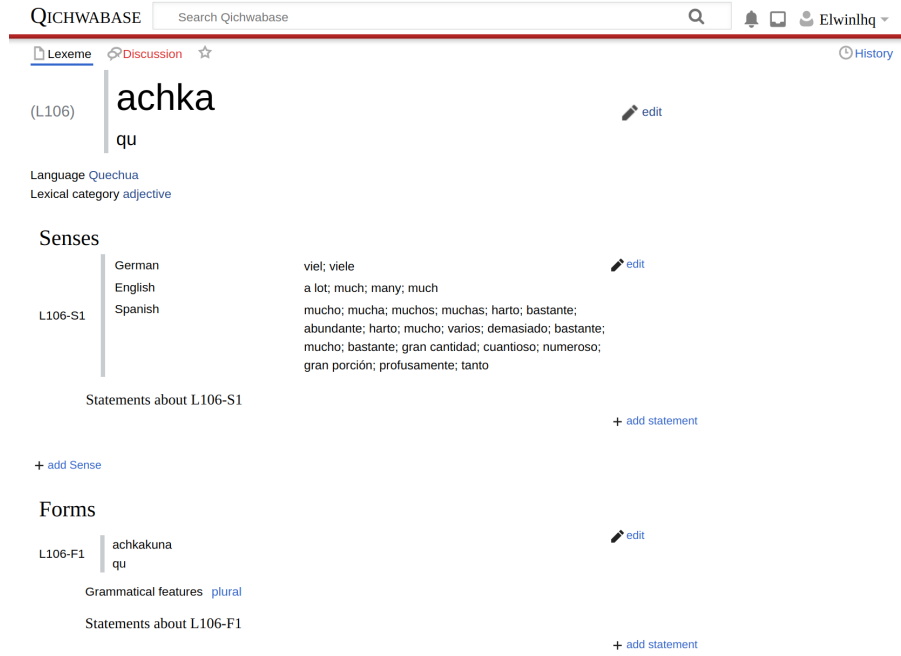 QICHWABASE Search Qichwabase Elwinlhq
Lexeme Discussion History
(L106) achka edit
qu
Language Quechua
Lexical category adjective
Senses
German viel; viele edit
English a lot; much; many; much
L106-S1 Spanish mucho; mucha; muchos; muchas; harto; bastante;
abundante; harto; mucho; varios; demasiado; bastante;
mucho; bastante; gran cantidad; cuantioso; numeroso;
gran porción; profusamente; tanto
Statements about L106-S1
+ add statement
+ add Sense
Forms
L106-F1 achkakuna edit
qu
Grammatical features plural
Statements about L106-F1
+ add statement